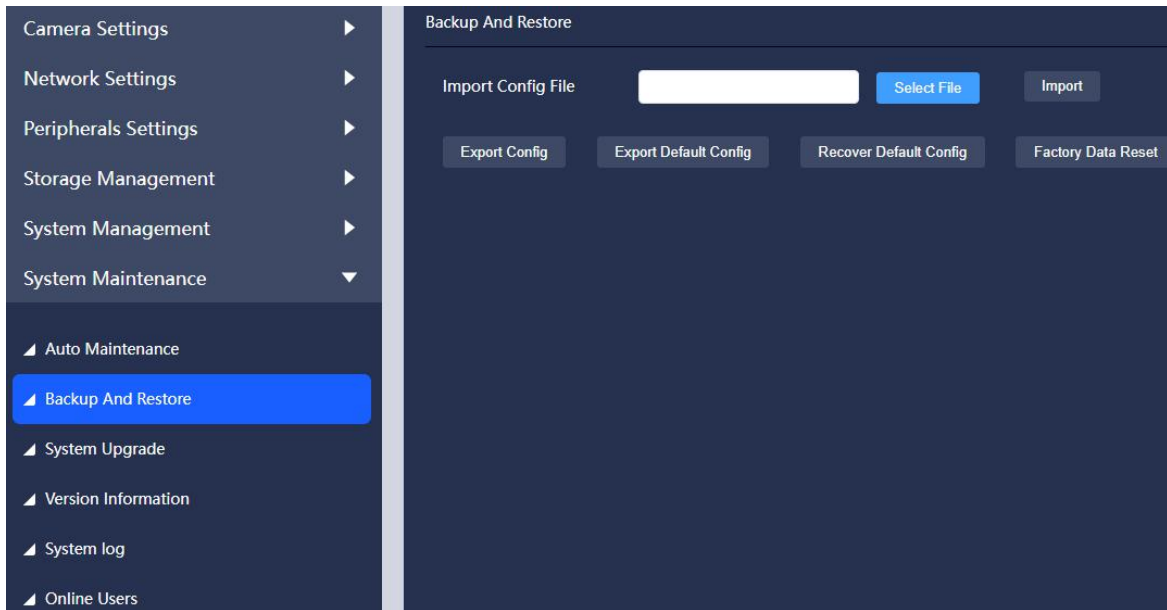 Camera Settings
Network Settings
Peripherals Settings
Storage Management
System Management
System Maintenance
Auto Maintenance
Backup And Restore
System Upgrade
Version Information
System log
Online Users
Backup And Restore
Import Config File Select File Import
Export Config Export Default Config Recover Default Config Factory Data Reset